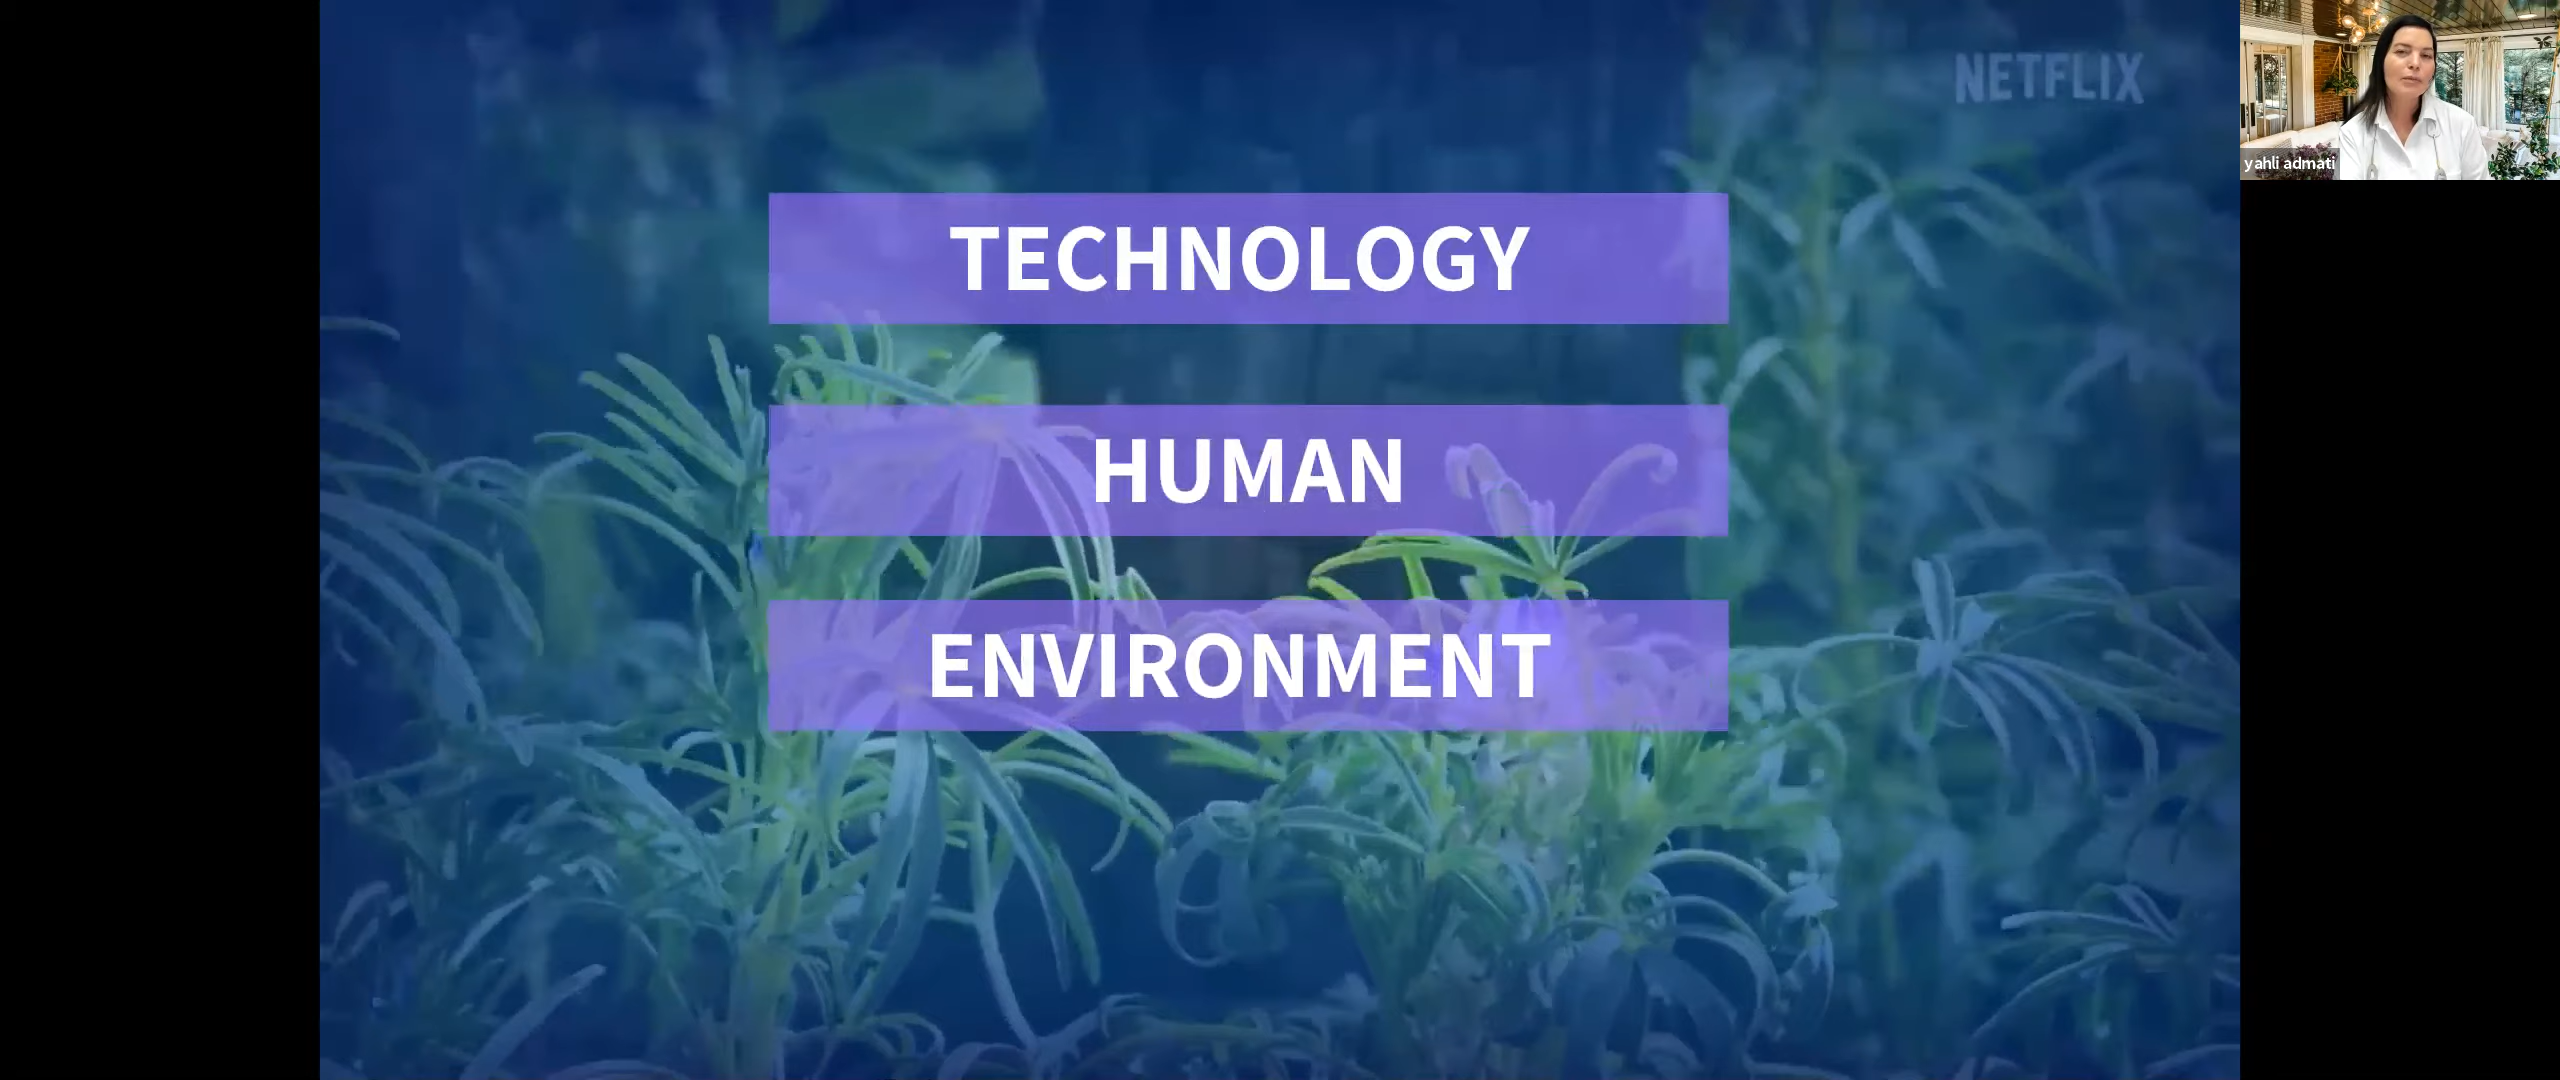 NETFLIX
yahli admati
TECHNOLOGY
HUMAN
ENVIRONMENT